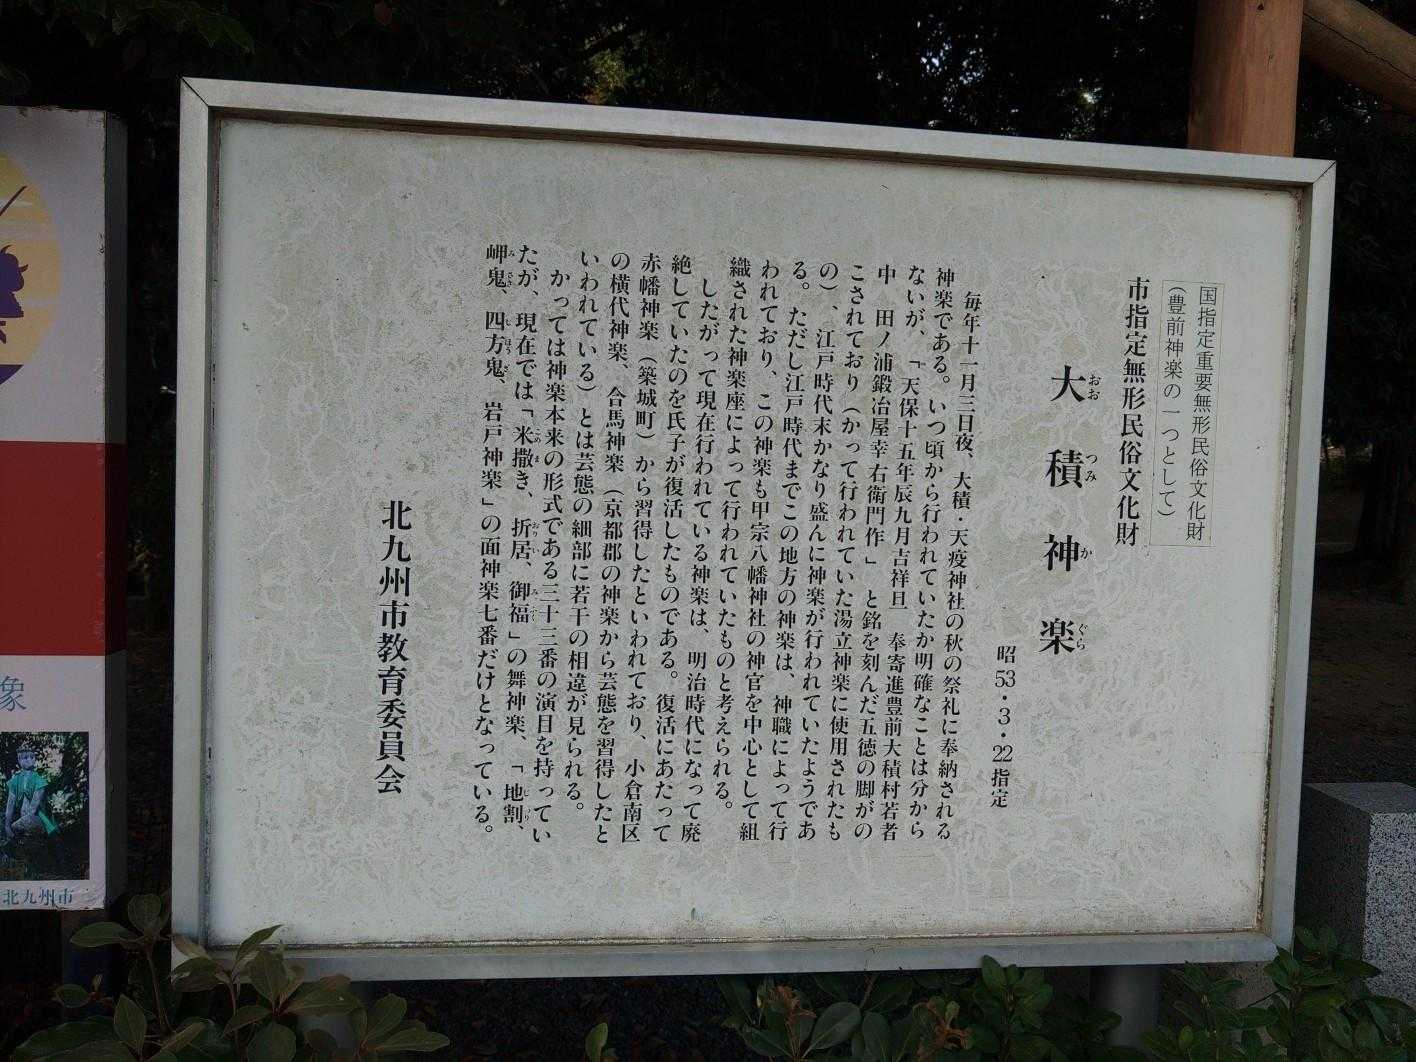 国指定重要無形民俗文化財
(豊前神楽の一つとして)
市指定無形民俗文化財
大積神楽
おおつみかぐら
昭53・3・22指定
毎年十一月三日夜、大積・天疫神社の秋の祭礼に奉納される
神楽である。いつ頃から行われていたか明確なことは分から
ないが、「天保十五年辰九月吉祥旦 奉寄進豊前大積村若者
中 田ノ浦鍛冶屋幸右衛門作」と銘を刻んだ五徳の脚がの
こされており(かって行われていた湯立神楽に使用されたも
の)、江戸時代末かなり盛んに神楽が行われていたようであ
る。ただし江戸時代までこの地方の神楽は、神職によって行
われており、この神楽も甲宗八幡神社の神官を中心として組
織された神楽座によって行われていたものと考えられる。
したがって現在行われている神楽は、明治時代になって廃
絶していたのを氏子が復活したものである。復活にあたって
赤幡神楽(築城町)から習得したといわれており、小倉南区
の横代神楽、合馬神楽(京都郡の神楽から芸態を習得したと
いわれている)とは芸態の細部に若干の相違が見られる。
かっては神楽本来の形式である三十三番の演目を持ってい
たが、現在では「米撒き、折居、御福」の舞神楽、「地割、
岬鬼、四方鬼、岩戸神楽」の面神楽七番だけとなっている。
北九州市教育委員会
像
北九州市